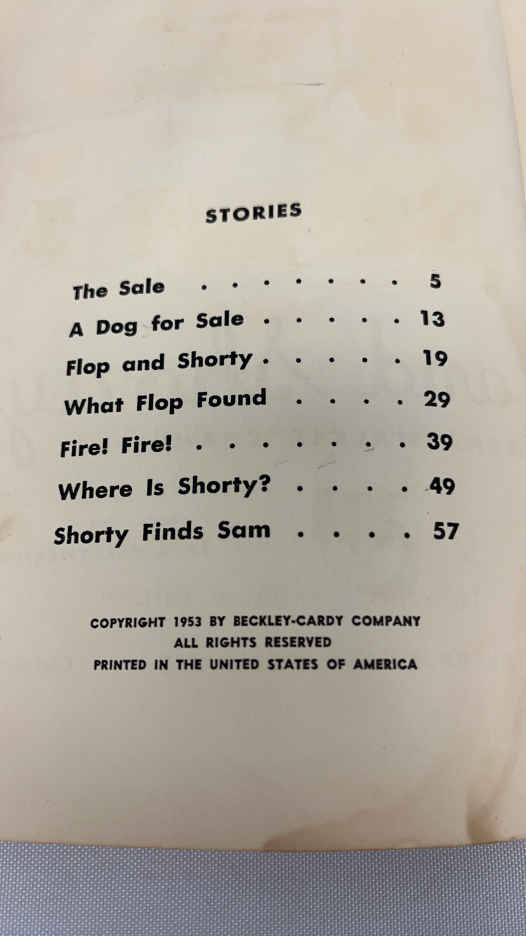 STORIES
The Sale . . . . . . . 5
A Dog for Sale . . . . . 13
Flop and Shorty . . . . . 19
What Flop Found . . . . 29
Fire! Fire! . . . . . . . 39
Where Is Shorty? . . . . 49
Shorty Finds Sam . . . . 57
COPYRIGHT 1953 BY BECKLEY-CARDY COMPANY
ALL RIGHTS RESERVED
PRINTED IN THE UNITED STATES OF AMERICA